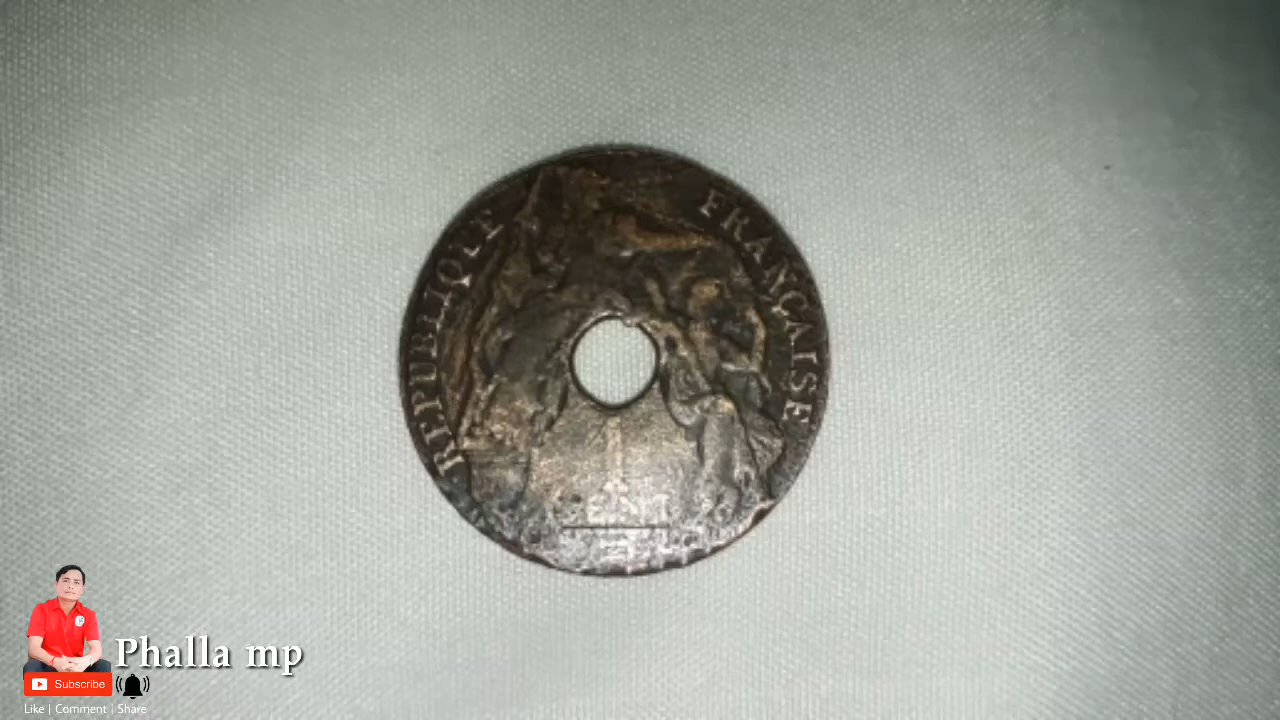 REPUBLIQUE FRANÇAISE
1
CENT
Phalla mp
Subscribe
Like | Comment | Share